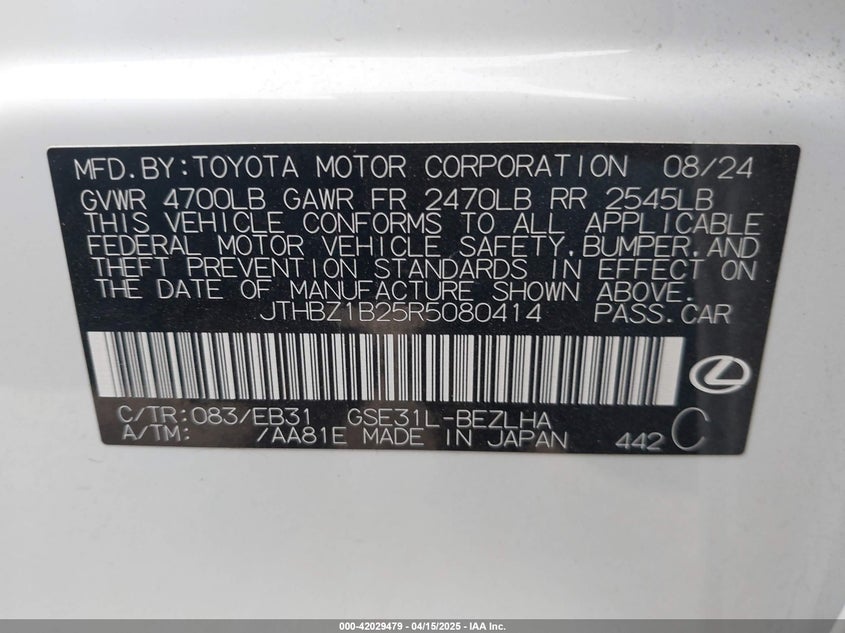 MFD.BY:TOYOTA MOTOR CORPORATION 08/24
GVWR 4700LB GAWR FR 2470LB RR 2545LB
THIS VEHICLE CONFORMS TO ALL APPLICABLE
FEDERAL MOTOR VEHICLE SAFETY,BUMPER,AND
THEFT PREVENTION STANDARDS IN EFFECT ON
THE DATE OF MANUFACTURE SHOWN ABOVE.
JTHBZ1B25R5080414 PASS.CAR
C/TR:083/EB31 GSE31L-BEZLHA
A/TM: /AA81E MADE IN JAPAN 442 C
000-42029479 - 04/15/2025 - IAA Inc.